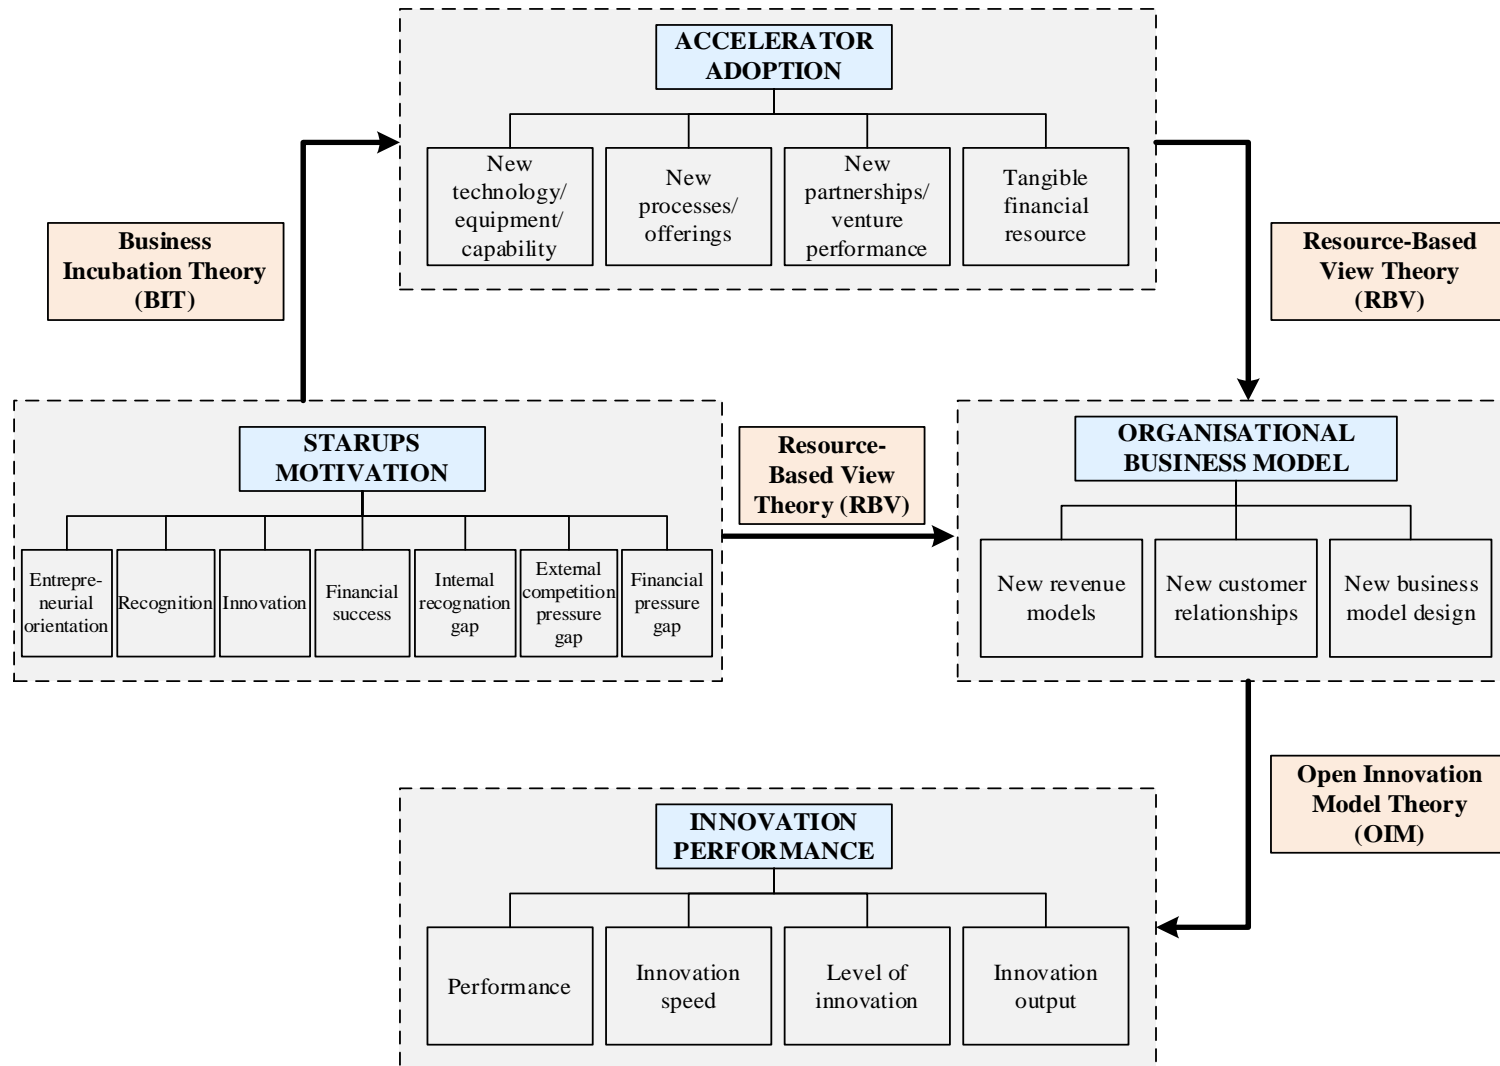 ACCELERATOR
ADOPTION
New
technology/
equipment/
capability
New
processes/
offerings
New
partnerships/
venture
performance
Tangible
financial
resource
Business
Incubation Theory
(BIT)
Resource-Based
View Theory
(RBV)
STARUPS
MOTIVATION
Entrepre-
neurial
orientation
Recognition
Innovation
Financial
success
Internal
recognation
gap
External
competition
pressure
gap
Financial
pressure
gap
Resource-
Based View
Theory (RBV)
ORGANISATIONAL
BUSINESS MODEL
New revenue
models
New customer
relationships
New business
model design
Open Innovation
Model Theory
(OIM)
INNOVATION
PERFORMANCE
Performance
Innovation
speed
Level of
innovation
Innovation
output